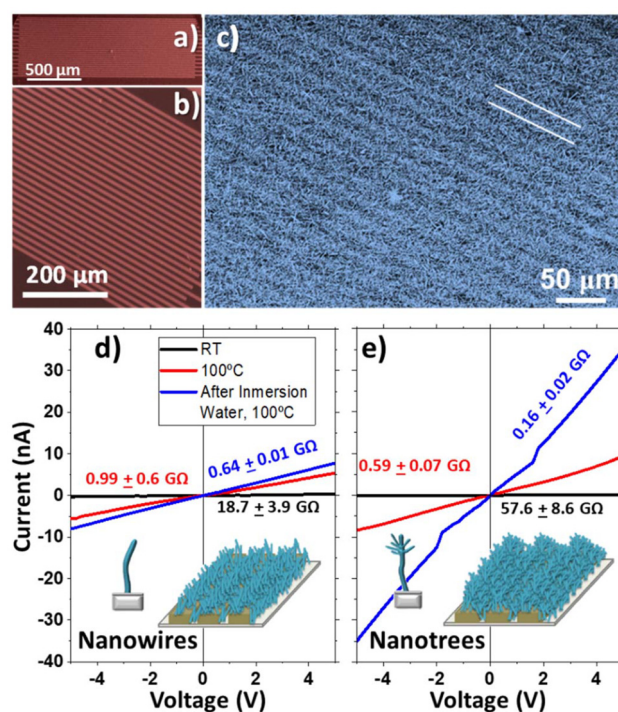 a)
500 µm
b)
200 µm
c)
50 µm
d)
RT
100ºC
After Inmersion
Water, 100ºC
0.99 ± 0.6 GΩ
0.64 ± 0.01 GΩ
18.7 ± 3.9 GΩ
Nanowires
e)
0.16 ± 0.02 GΩ
0.59 ± 0.07 GΩ
57.6 ± 8.6 GΩ
Nanotrees
Current (nA)
40
30
20
10
0
-10
-20
-30
-40
-4 -2 0 2 4
-4 -2 0 2 4
Voltage (V)
Voltage (V)